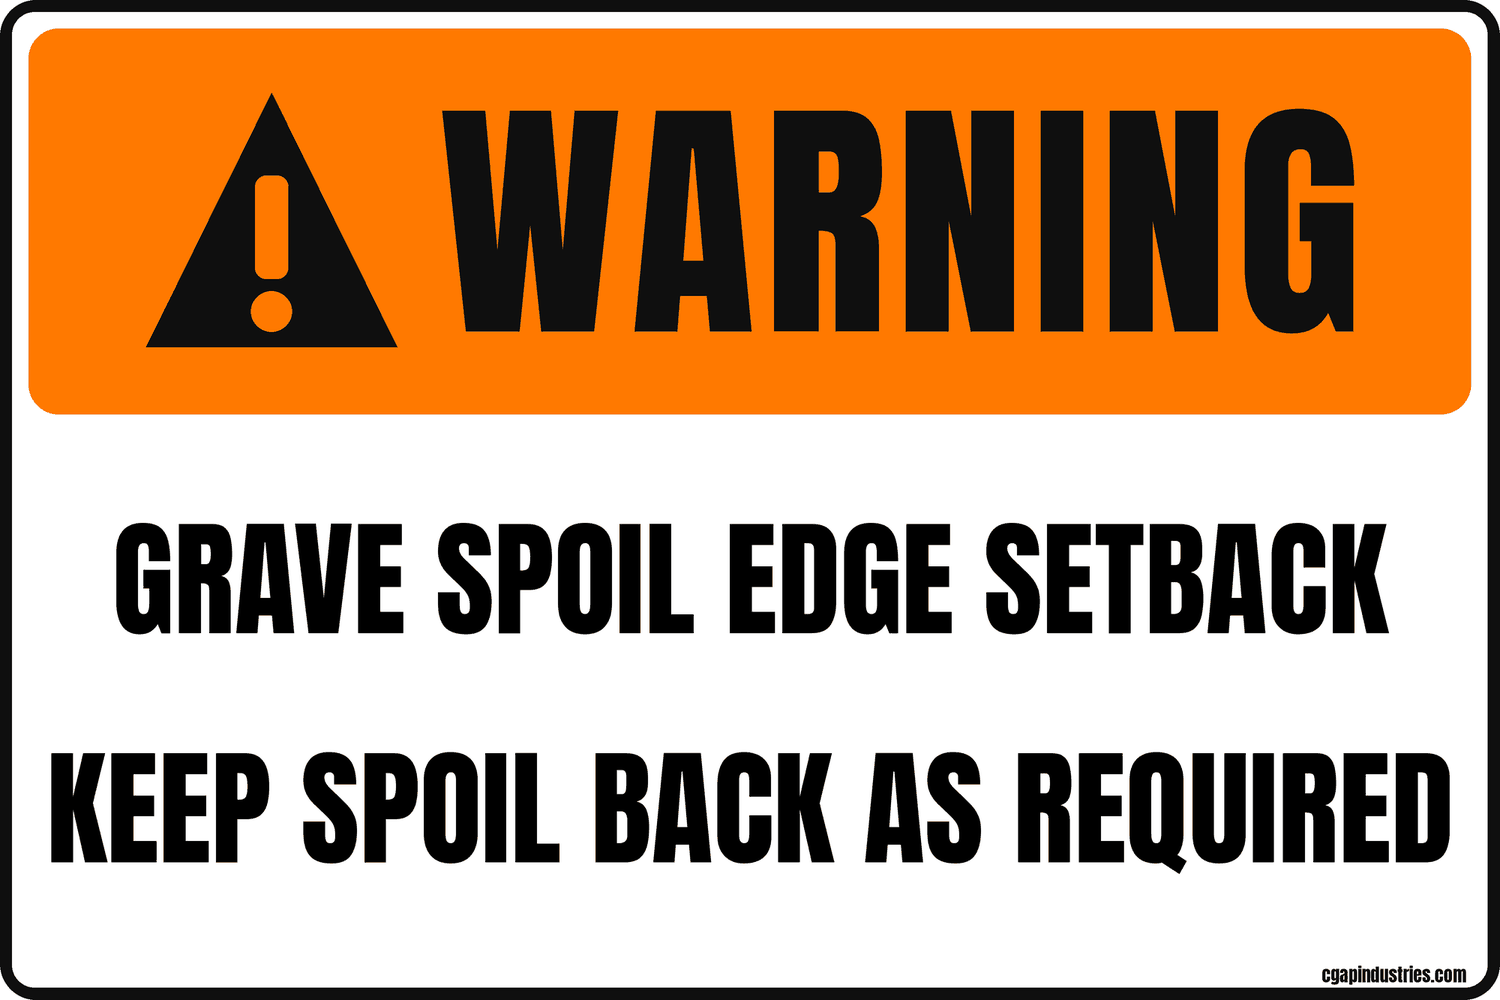 WARNING
GRAVE SPOIL EDGE SETBACK
KEEP SPOIL BACK AS REQUIRED
cgapindustries.com